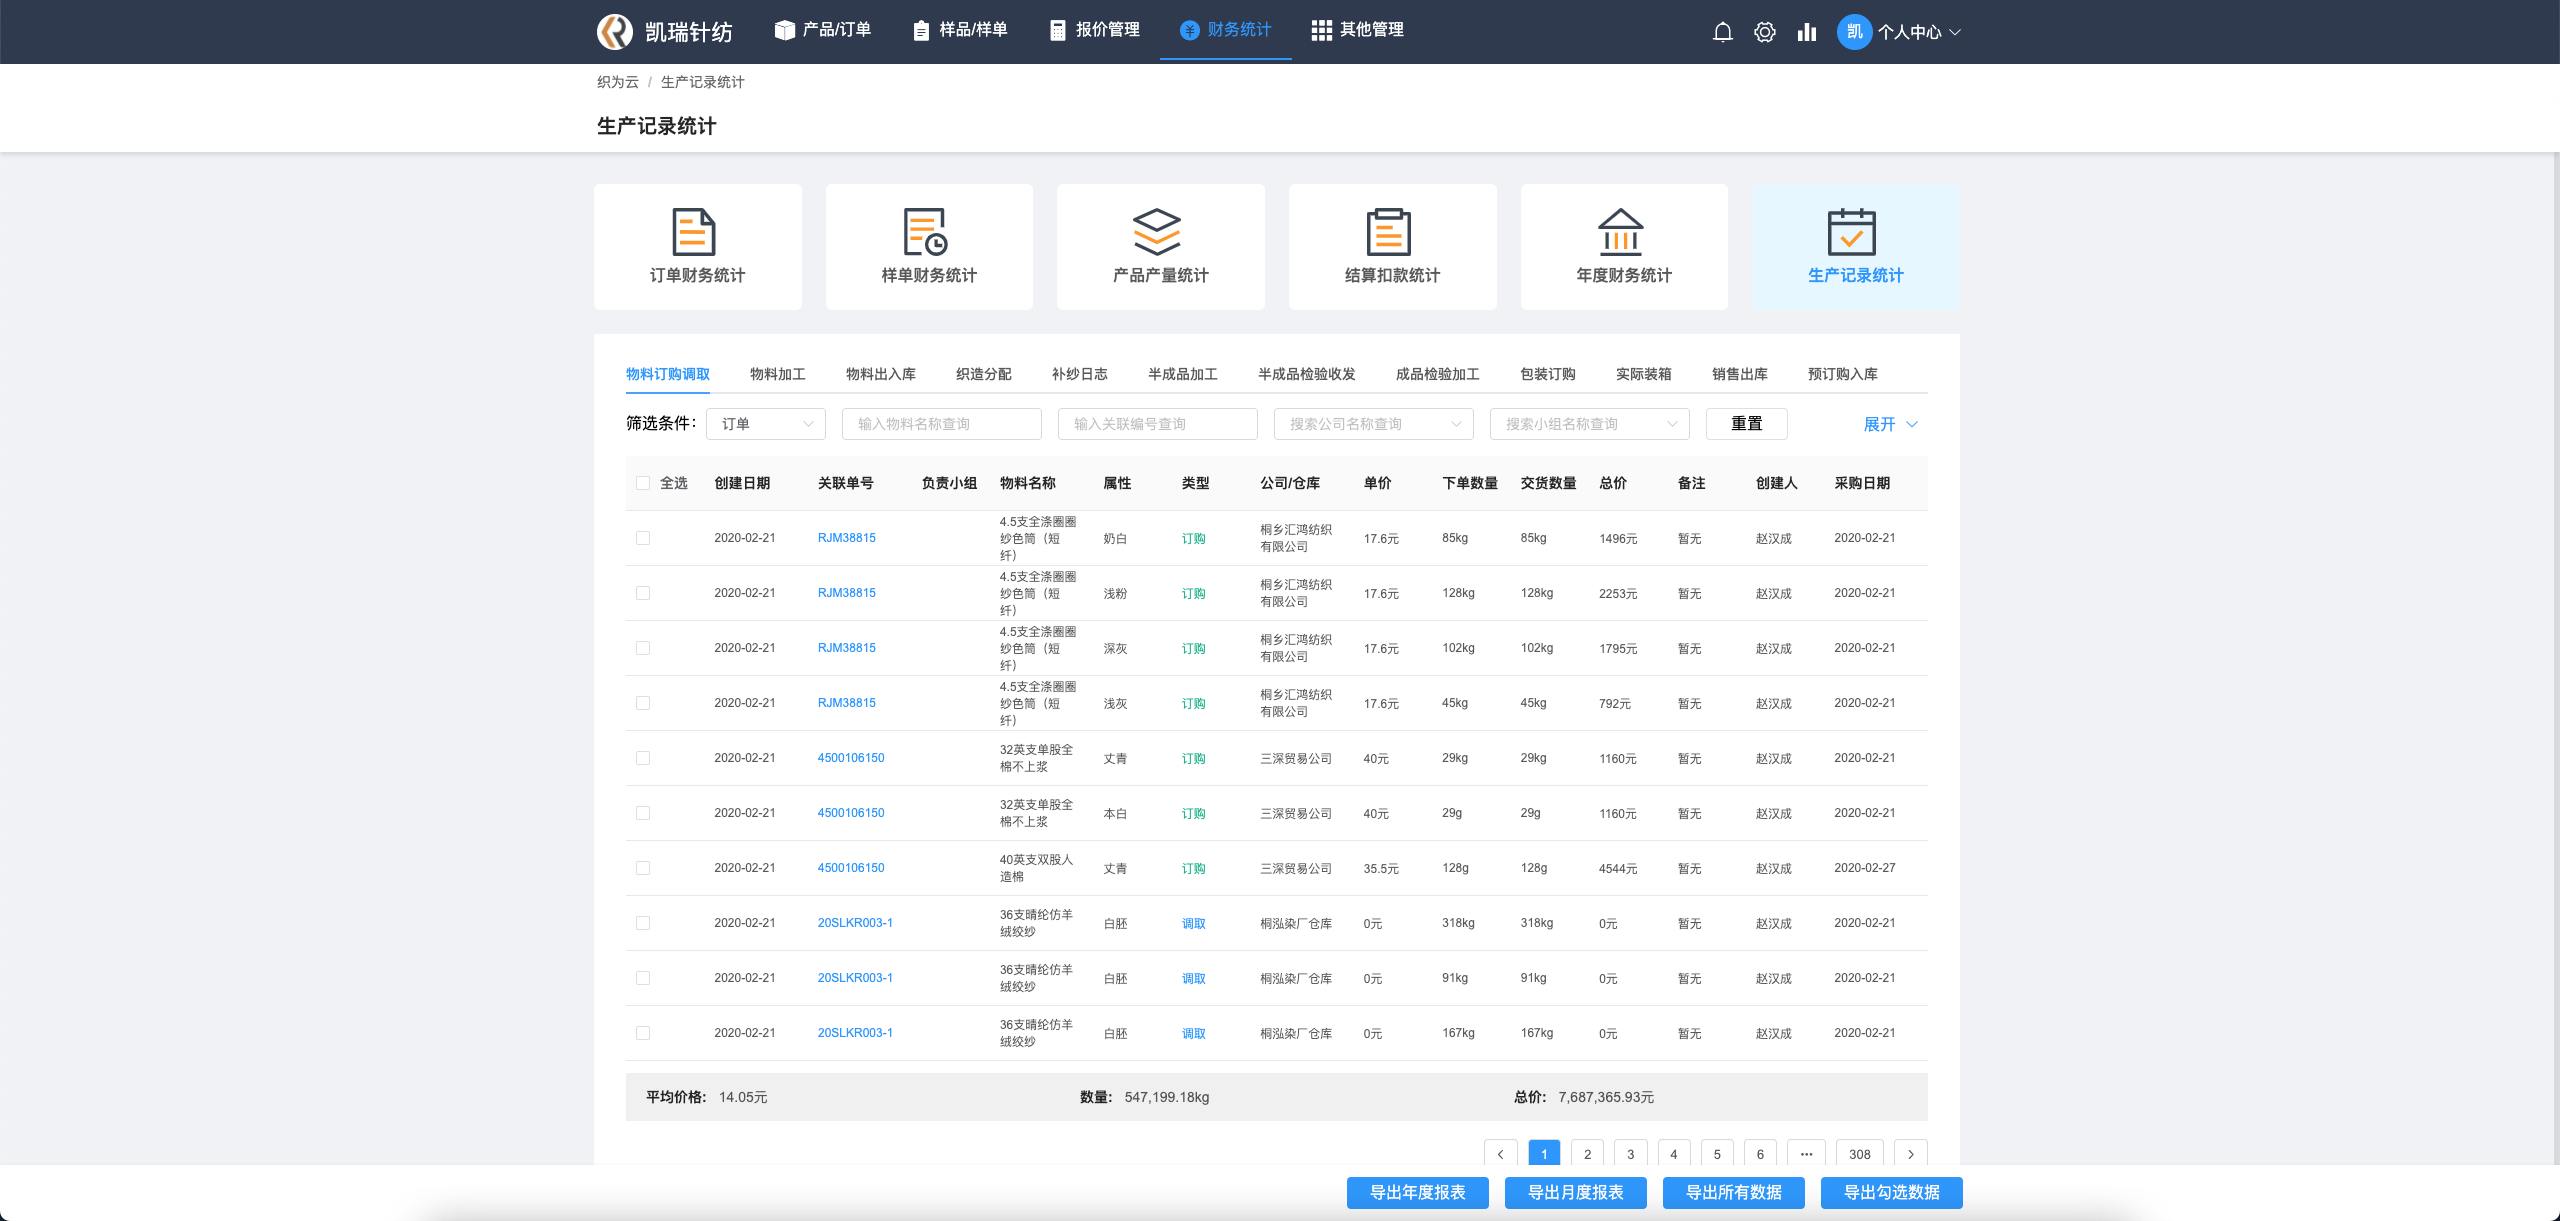 凯瑞针纺 产品/订单 样品/样单 报价管理 财务统计 其他管理 凯 个人中心
织为云 / 生产记录统计
生产记录统计
订单财务统计 样单财务统计 产品产量统计 结算扣款统计 年度财务统计 生产记录统计
物料订购调取 物料加工 物料出入库 织造分配 补纱日志 半成品加工 半成品检验收发 成品检验加工 包装订购 实际装箱 销售出库 预订购入库
筛选条件: 订单 输入物料名称查询 输入关联编号查询 搜索公司名称查询 搜索小组名称查询 重置 展开
全选 创建日期 关联单号 负责小组 物料名称 属性 类型 公司/仓库 单价 下单数量 交货数量 总价 备注 创建人 采购日期
2020-02-21 RJM38815 4.5支全涤圈圈纱色筒（短纤） 奶白 订购 桐乡汇鸿纺织有限公司 17.6元 85kg 85kg 1496元 暂无 赵汉成 2020-02-21
2020-02-21 RJM38815 4.5支全涤圈圈纱色筒（短纤） 浅粉 订购 桐乡汇鸿纺织有限公司 17.6元 128kg 128kg 2253元 暂无 赵汉成 2020-02-21
2020-02-21 RJM38815 4.5支全涤圈圈纱色筒（短纤） 深灰 订购 桐乡汇鸿纺织有限公司 17.6元 102kg 102kg 1795元 暂无 赵汉成 2020-02-21
2020-02-21 RJM38815 4.5支全涤圈圈纱色筒（短纤） 浅灰 订购 桐乡汇鸿纺织有限公司 17.6元 45kg 45kg 792元 暂无 赵汉成 2020-02-21
2020-02-21 4500106150 32英支单股全棉不上浆 丈青 订购 三深贸易公司 40元 29kg 29kg 1160元 暂无 赵汉成 2020-02-21
2020-02-21 4500106150 32英支单股全棉不上浆 本白 订购 三深贸易公司 40元 29g 29g 1160元 暂无 赵汉成 2020-02-21
2020-02-21 4500106150 40英支双股人造棉 丈青 订购 三深贸易公司 35.5元 128g 128g 4544元 暂无 赵汉成 2020-02-27
2020-02-21 20SLKR003-1 36支晴纶仿羊绒绞纱 白胚 调取 桐泓染厂仓库 0元 318kg 318kg 0元 暂无 赵汉成 2020-02-21
2020-02-21 20SLKR003-1 36支晴纶仿羊绒绞纱 白胚 调取 桐泓染厂仓库 0元 91kg 91kg 0元 暂无 赵汉成 2020-02-21
2020-02-21 20SLKR003-1 36支晴纶仿羊绒绞纱 白胚 调取 桐泓染厂仓库 0元 167kg 167kg 0元 暂无 赵汉成 2020-02-21
平均价格: 14.05元 数量: 547,199.18kg 总价: 7,687,365.93元
1 2 3 4 5 6 ••• 308
导出年度报表 导出月度报表 导出所有数据 导出勾选数据